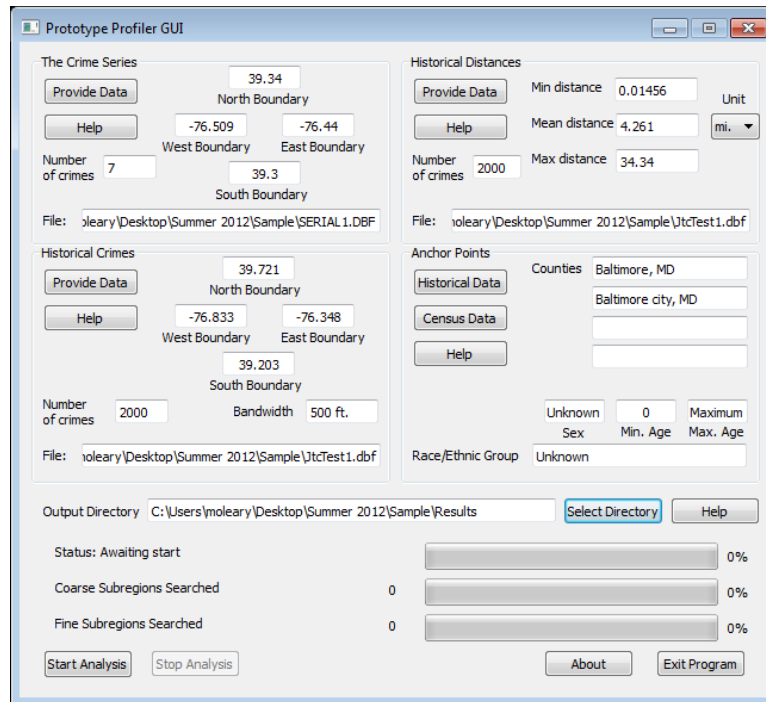 Prototype Profiler GUI
The Crime Series
Provide Data
39.34
North Boundary
Help
-76.509
-76.44
West Boundary
East Boundary
Number
of crimes
7
39.3
South Boundary
File:
oleary\Desktop\Summer 2012\Sample\SERIAL1.DBF
Historical Distances
Provide Data
Min distance
0.01456
Unit
Help
Mean distance
4.261
mi.
Number
of crimes
2000
Max distance
34.34
File:
noleary\Desktop\Summer 2012\Sample\JtcTest1.dbf
Historical Crimes
Provide Data
39.721
North Boundary
Help
-76.833
-76.348
West Boundary
East Boundary
39.203
South Boundary
Number
of crimes
2000
Bandwidth
500 ft.
File:
noleary\Desktop\Summer 2012\Sample\JtcTest1.dbf
Anchor Points
Historical Data
Counties
Baltimore, MD
Baltimore city, MD
Census Data
Help
Unknown
0
Maximum
Sex
Min. Age
Max. Age
Race/Ethnic Group
Unknown
Output Directory
C:\Users\moleary\Desktop\Summer 2012\Sample\Results
Select Directory
Help
Status: Awaiting start
0%
Coarse Subregions Searched
0
0%
Fine Subregions Searched
0
0%
Start Analysis
Stop Analysis
About
Exit Program